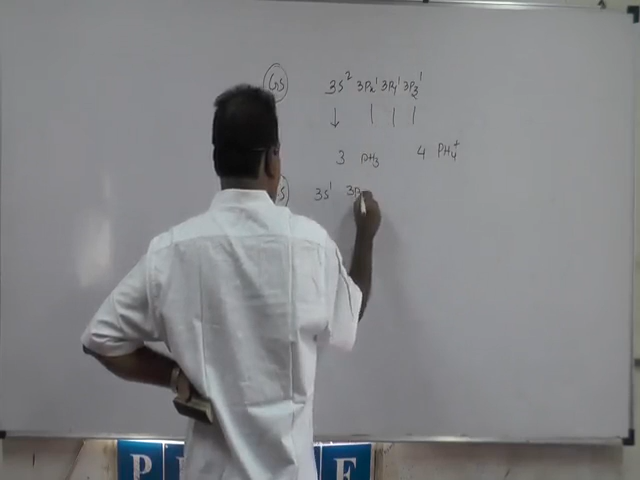 GS 3s² 3px¹ 3py¹ 3pz¹
↓ | | |
3 PH₃ 4 PH₄⁺
S 3s¹ 3p
P F